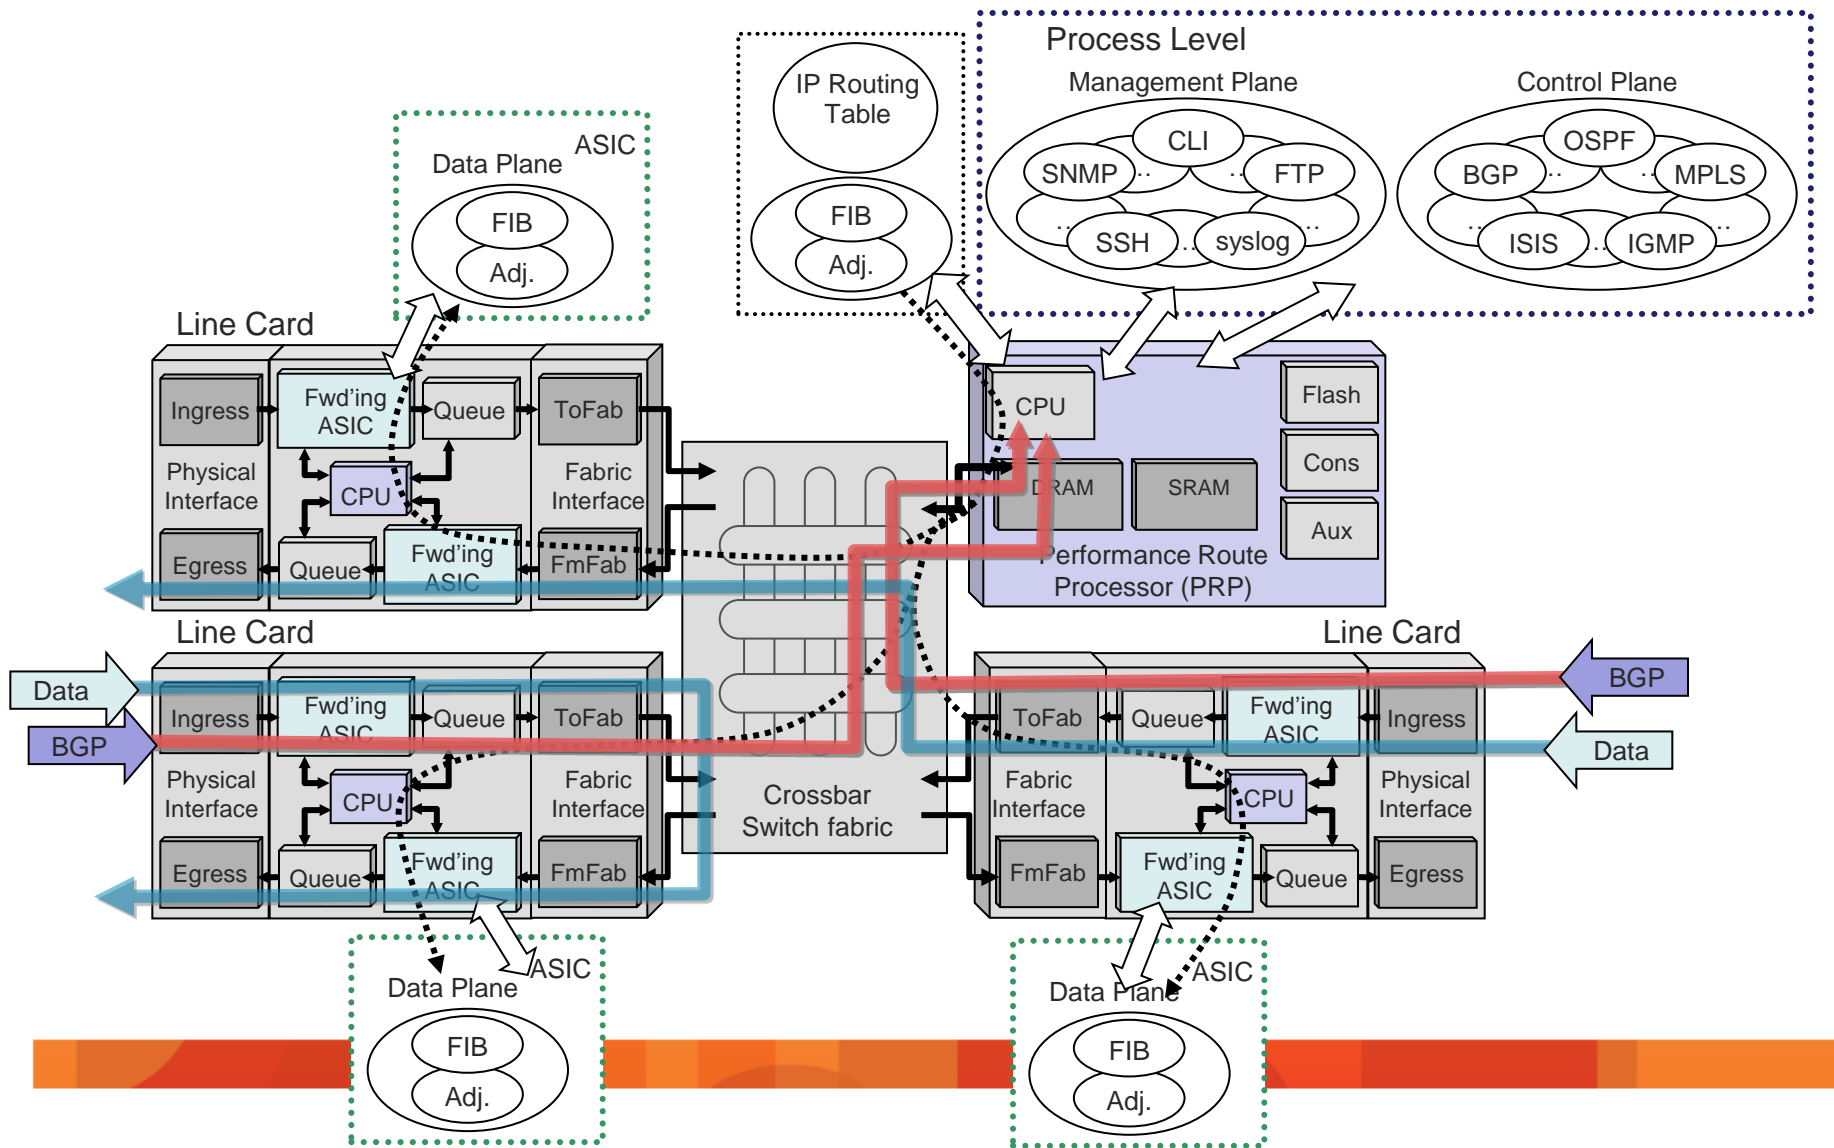 Process Level
Management Plane
Control Plane
IP Routing
Table
CLI
SNMP
..
..
FTP
..
SSH
..
syslog
..
OSPF
BGP
..
..
MPLS
..
ISIS
..
IGMP
..
FIB
Adj.
ASIC
Data Plane
FIB
Adj.
Line Card
Ingress
Fwd'ing
ASIC
Queue
ToFab
Physical
Interface
CPU
Fabric
Interface
Egress
Queue
Fwd'ing
ASIC
FmFab
CPU
Flash
Cons
Aux
DRAM
SRAM
Performance Route
Processor (PRP)
Line Card
Data
BGP
Ingress
Fwd'ing
ASIC
Queue
ToFab
Physical
Interface
CPU
Fabric
Interface
Egress
Queue
Fwd'ing
ASIC
FmFab
Crossbar
Switch fabric
Line Card
BGP
Data
ToFab
Queue
Fwd'ing
ASIC
Ingress
Fabric
Interface
CPU
Physical
Interface
FmFab
Fwd'ing
ASIC
Queue
Egress
ASIC
Data Plane
FIB
Adj.
ASIC
Data Plane
FIB
Adj.